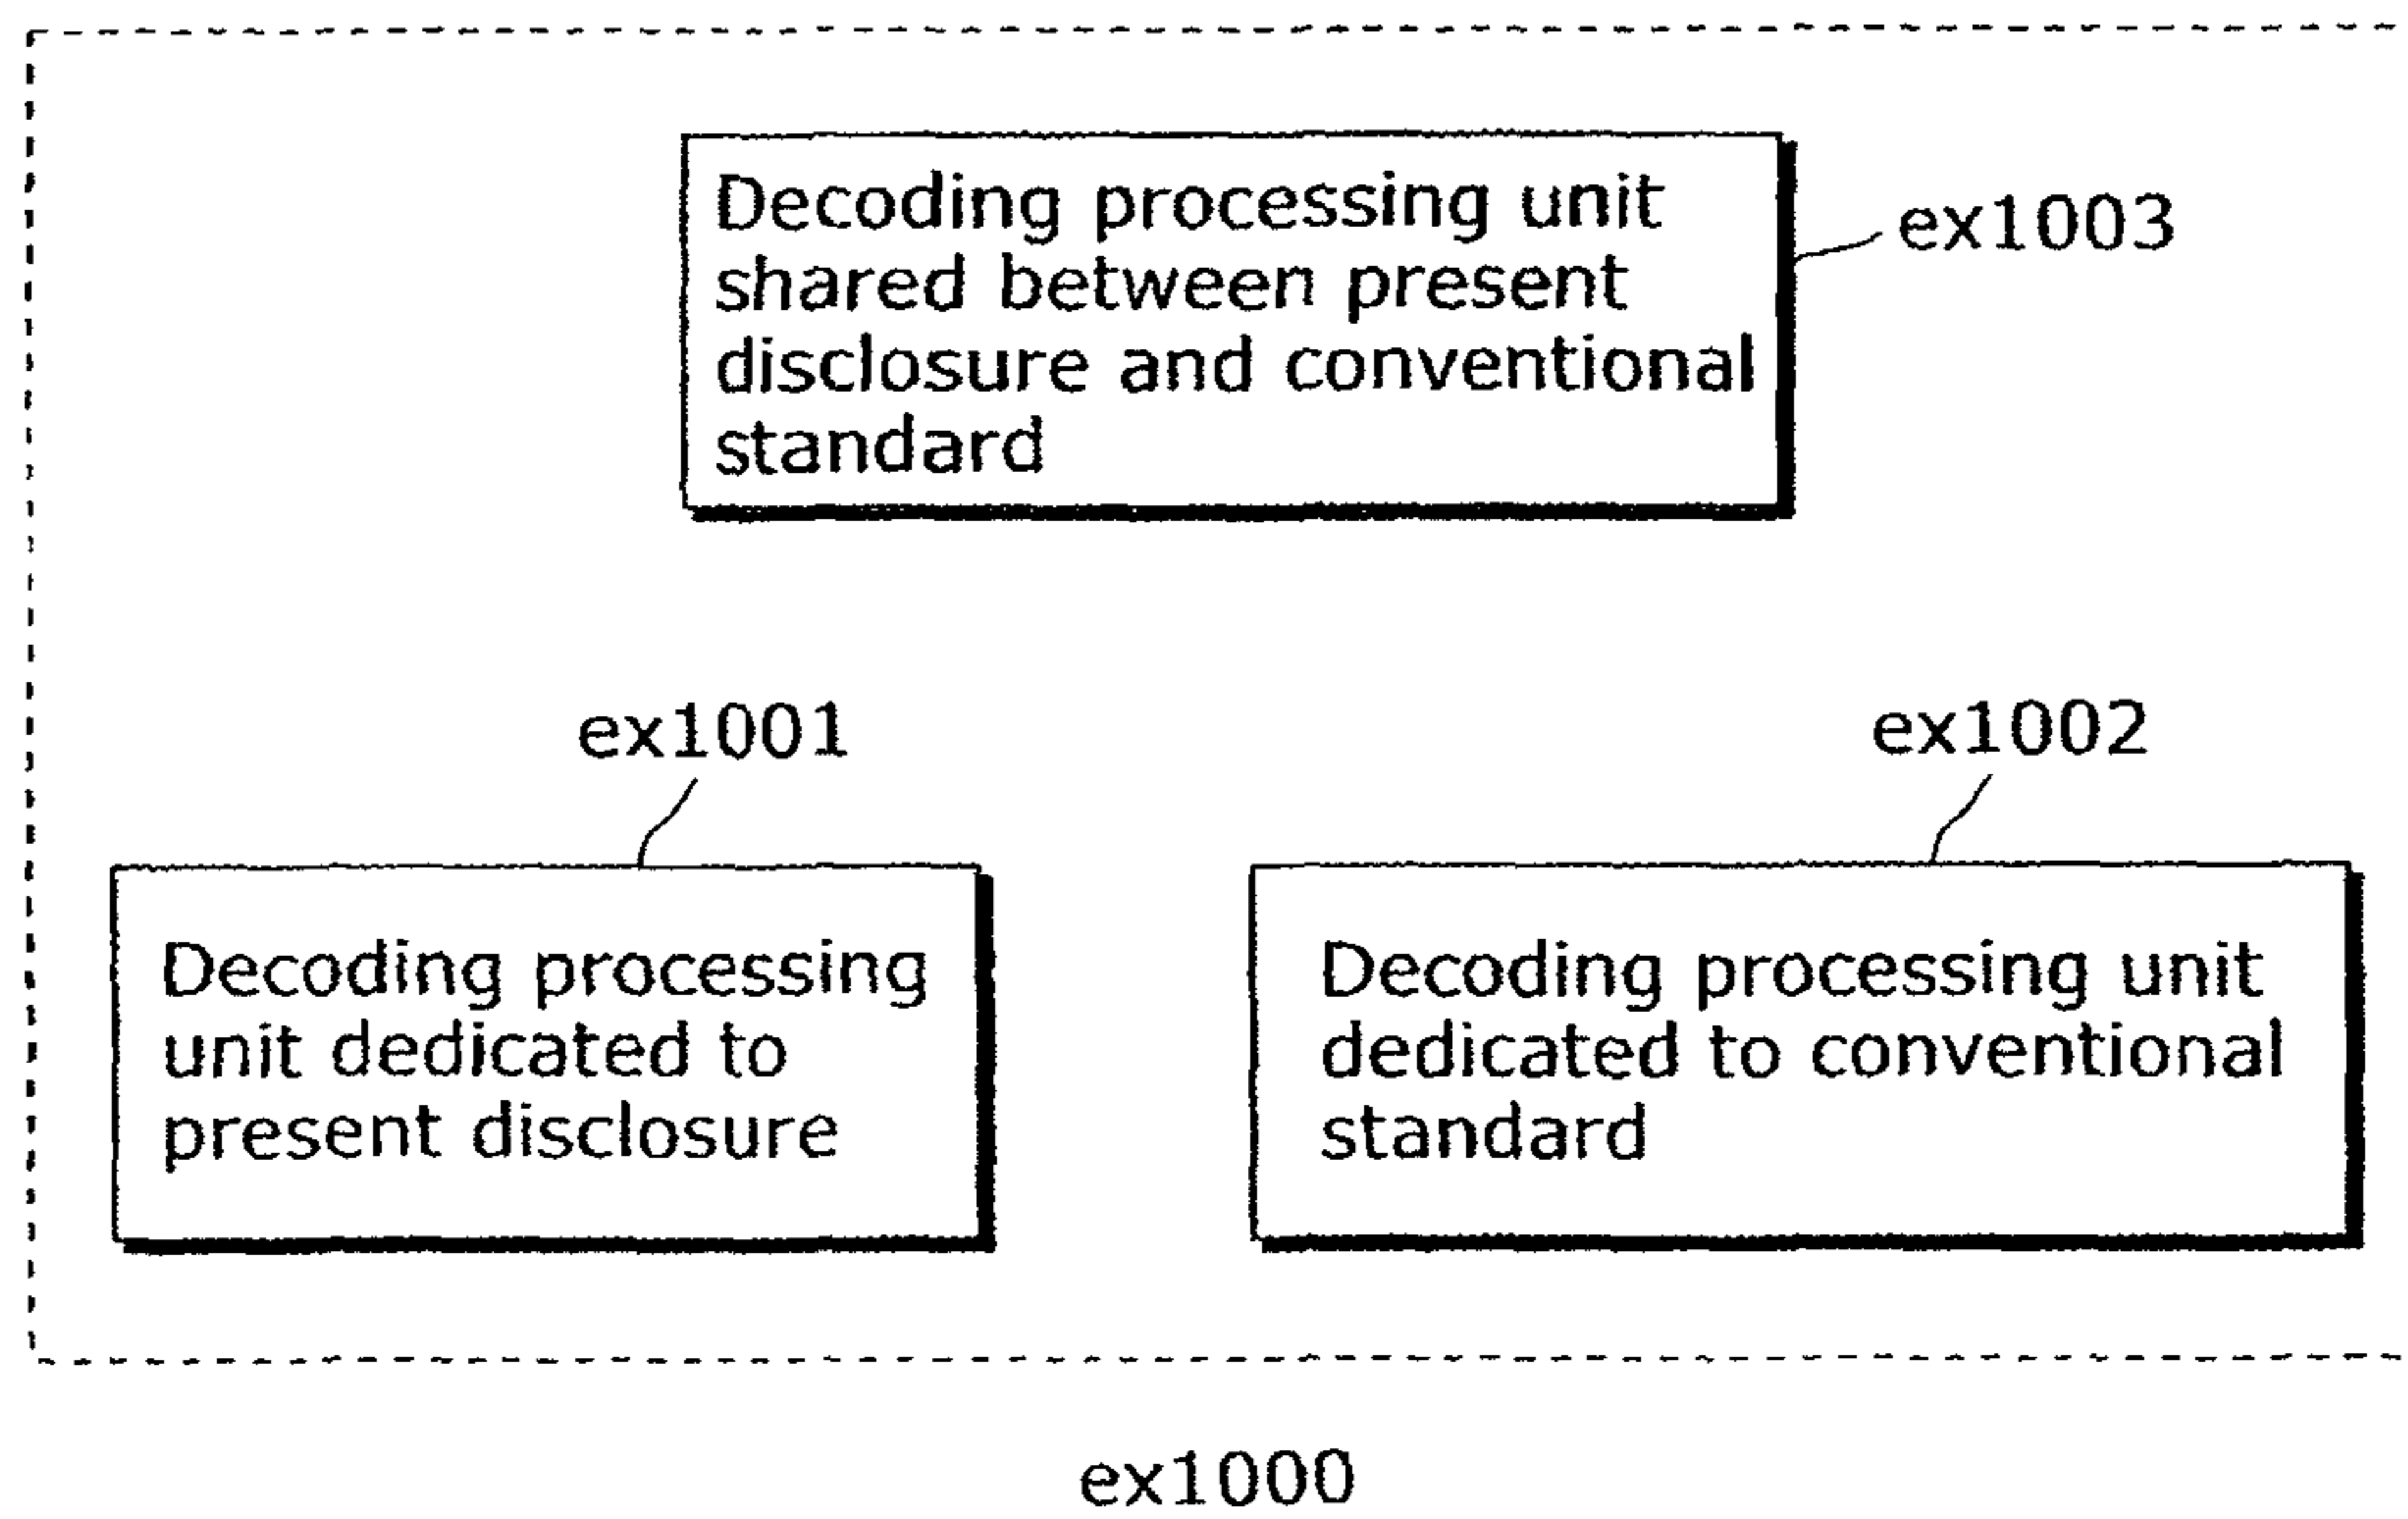 Decoding processing unit
shared between present
disclosure and conventional
standard
ex1003
ex1001
ex1002
Decoding processing
unit dedicated to
present disclosure
Decoding processing unit
dedicated to conventional
standard
ex1000